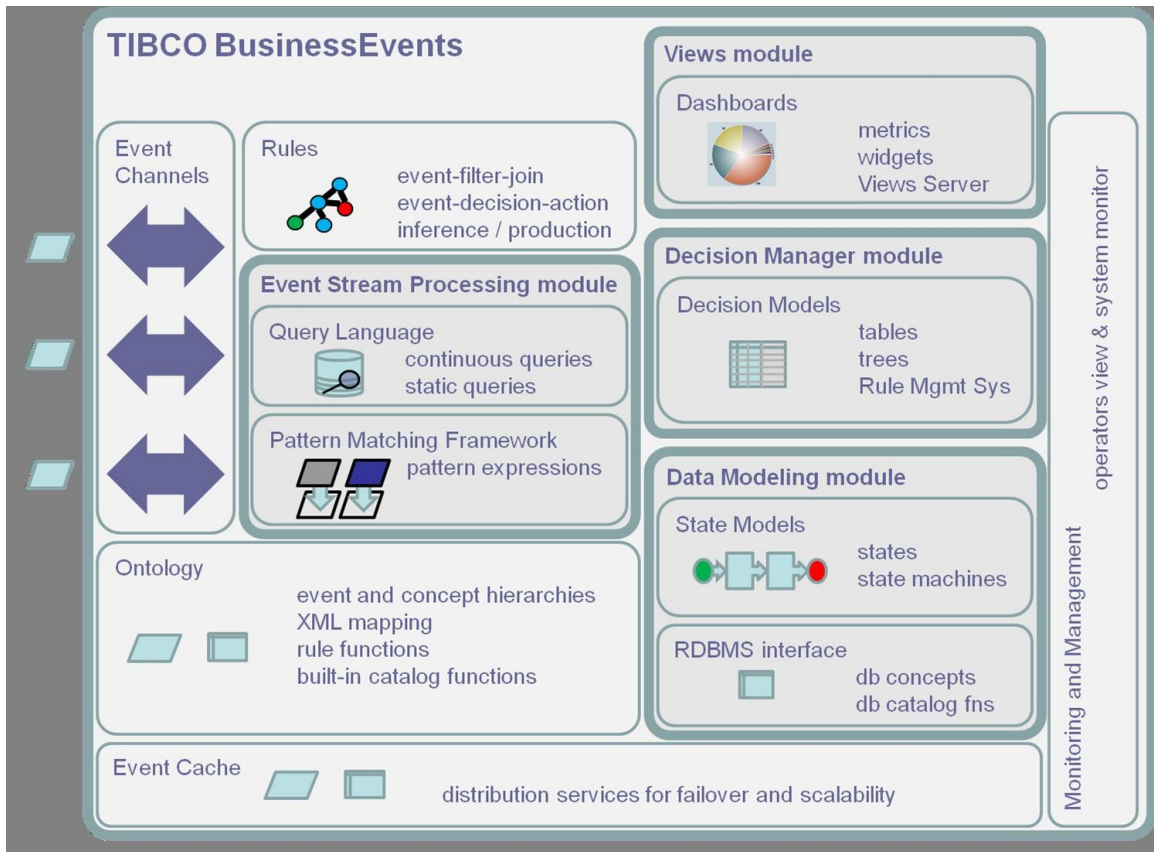 TIBCO BusinessEvents
Event
Channels
Rules
event-filter-join
event-decision-action
inference / production
Event Stream Processing module
Query Language
continuous queries
static queries
Pattern Matching Framework
pattern expressions
Ontology
event and concept hierarchies
XML mapping
rule functions
built-in catalog functions
Views module
Dashboards
metrics
widgets
Views Server
Decision Manager module
Decision Models
tables
trees
Rule Mgmt Sys
Data Modeling module
State Models
states
state machines
RDBMS interface
db concepts
db catalog fns
Event Cache
distribution services for failover and scalability
Monitoring and Management
operators view & system monitor